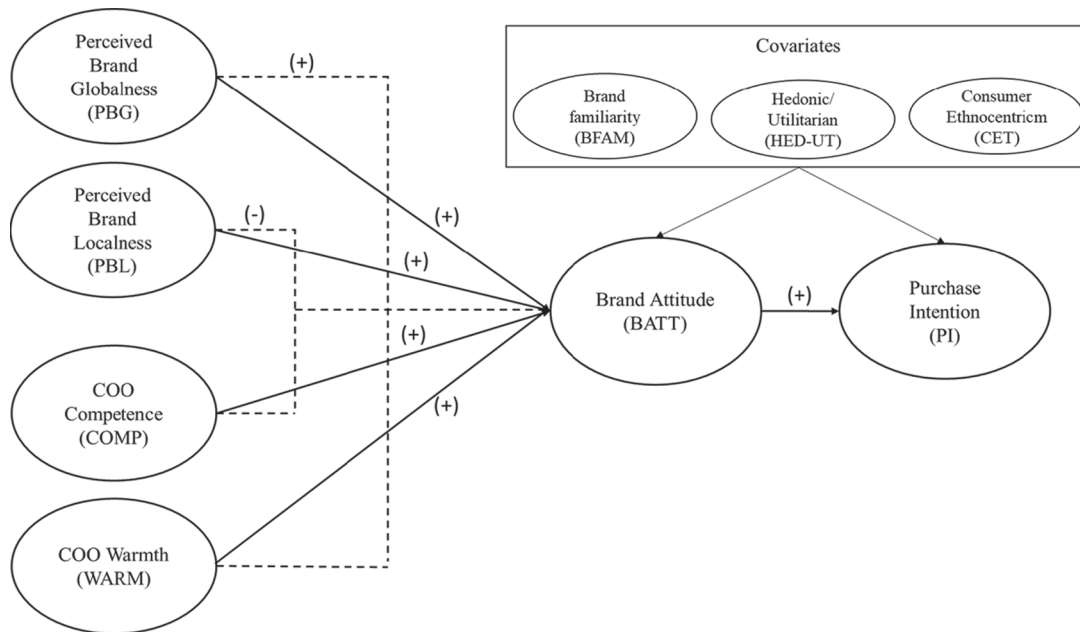 Perceived
Brand
Globalness
(PBG)
(+)
Perceived
Brand
Localness
(PBL)
(-)
COO
Competence
(COMP)
COO Warmth
(WARM)
(+)
(+)
(+)
(+)
Covariates
Brand
familiarity
(BFAM)
Hedonic/
Utilitarian
(HED-UT)
Consumer
Ethnocentricm
(CET)
Brand Attitude
(BATT)
(+)
Purchase
Intention
(PI)